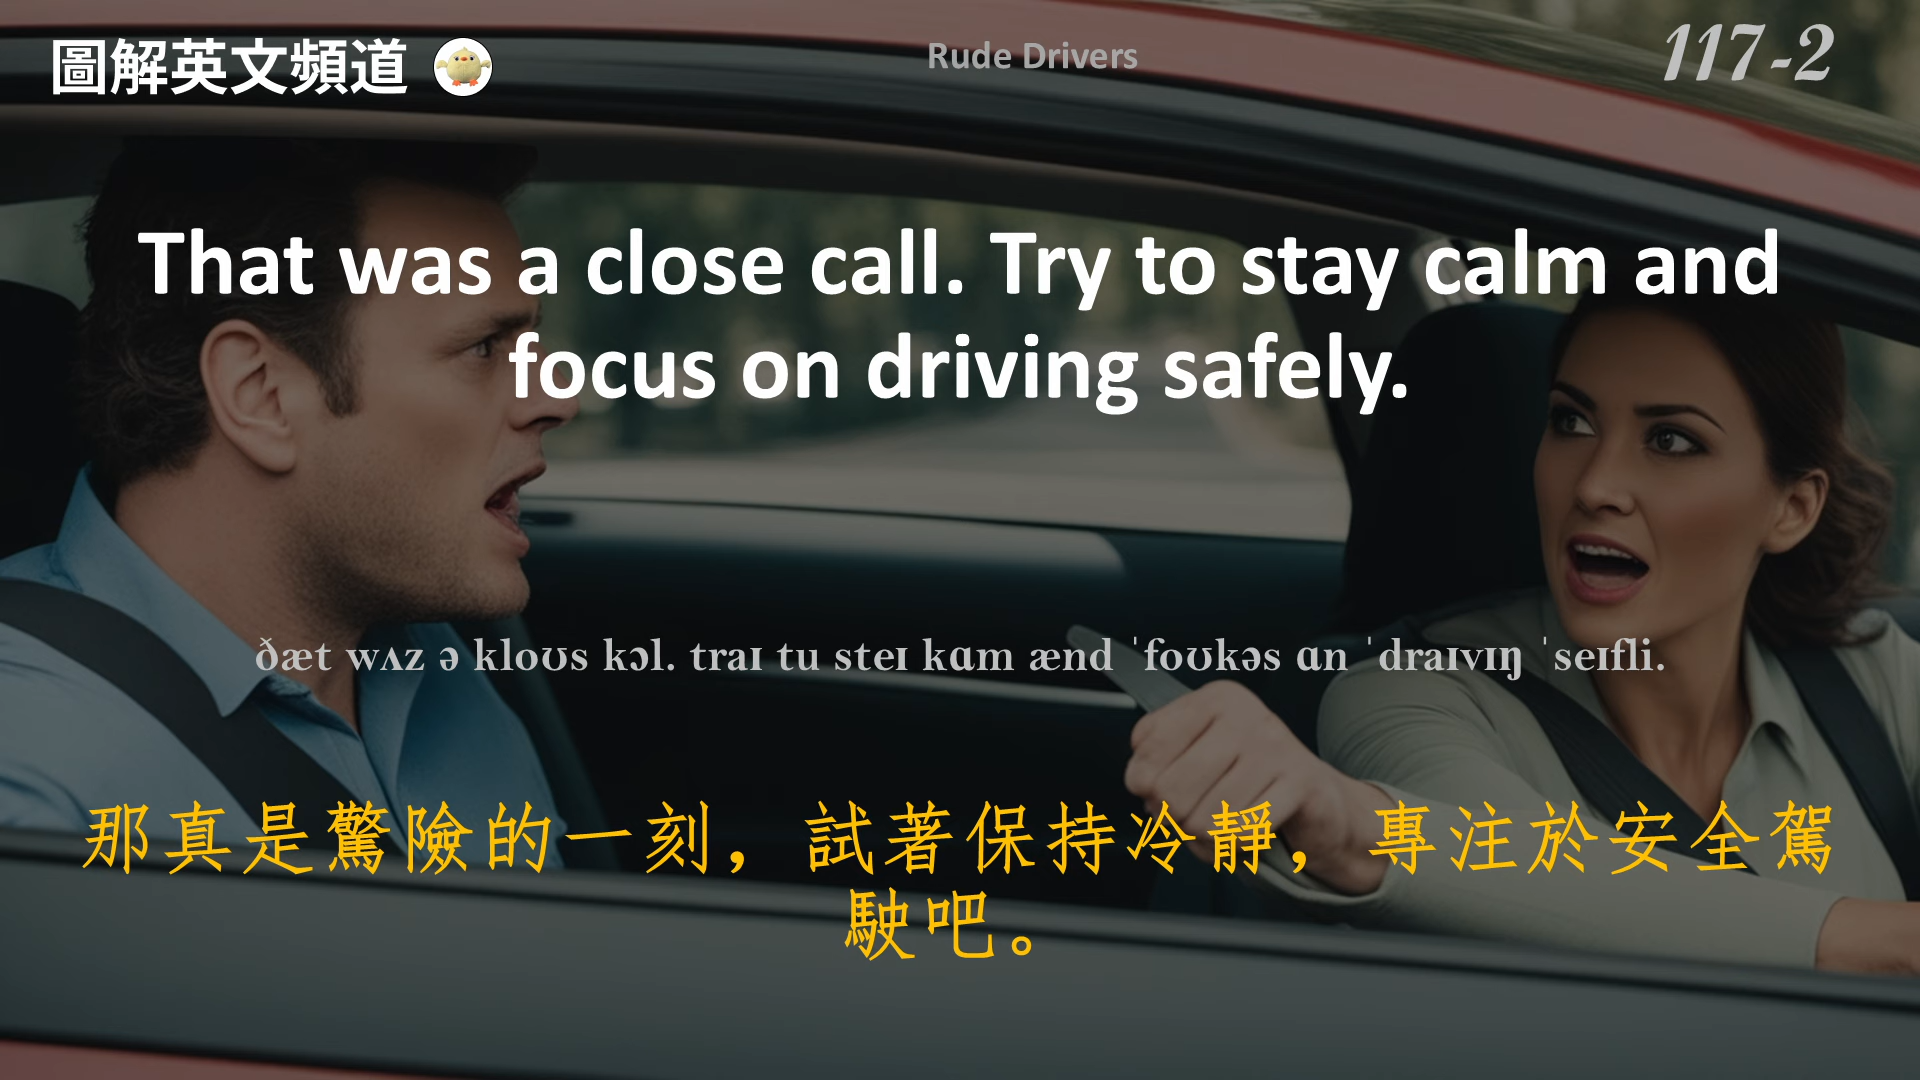 圖解英文頻道
Rude Drivers
117-2
That was a close call. Try to stay calm and
focus on driving safely.
ðæt wʌz ə kloʊs kɔl. traɪ tu steɪ kɑm ænd ˈfoʊkəs ɑn ˈdraɪvɪŋ ˈseɪfli.
那真是驚險的一刻，試著保持冷靜，專注於安全駕
駛吧。